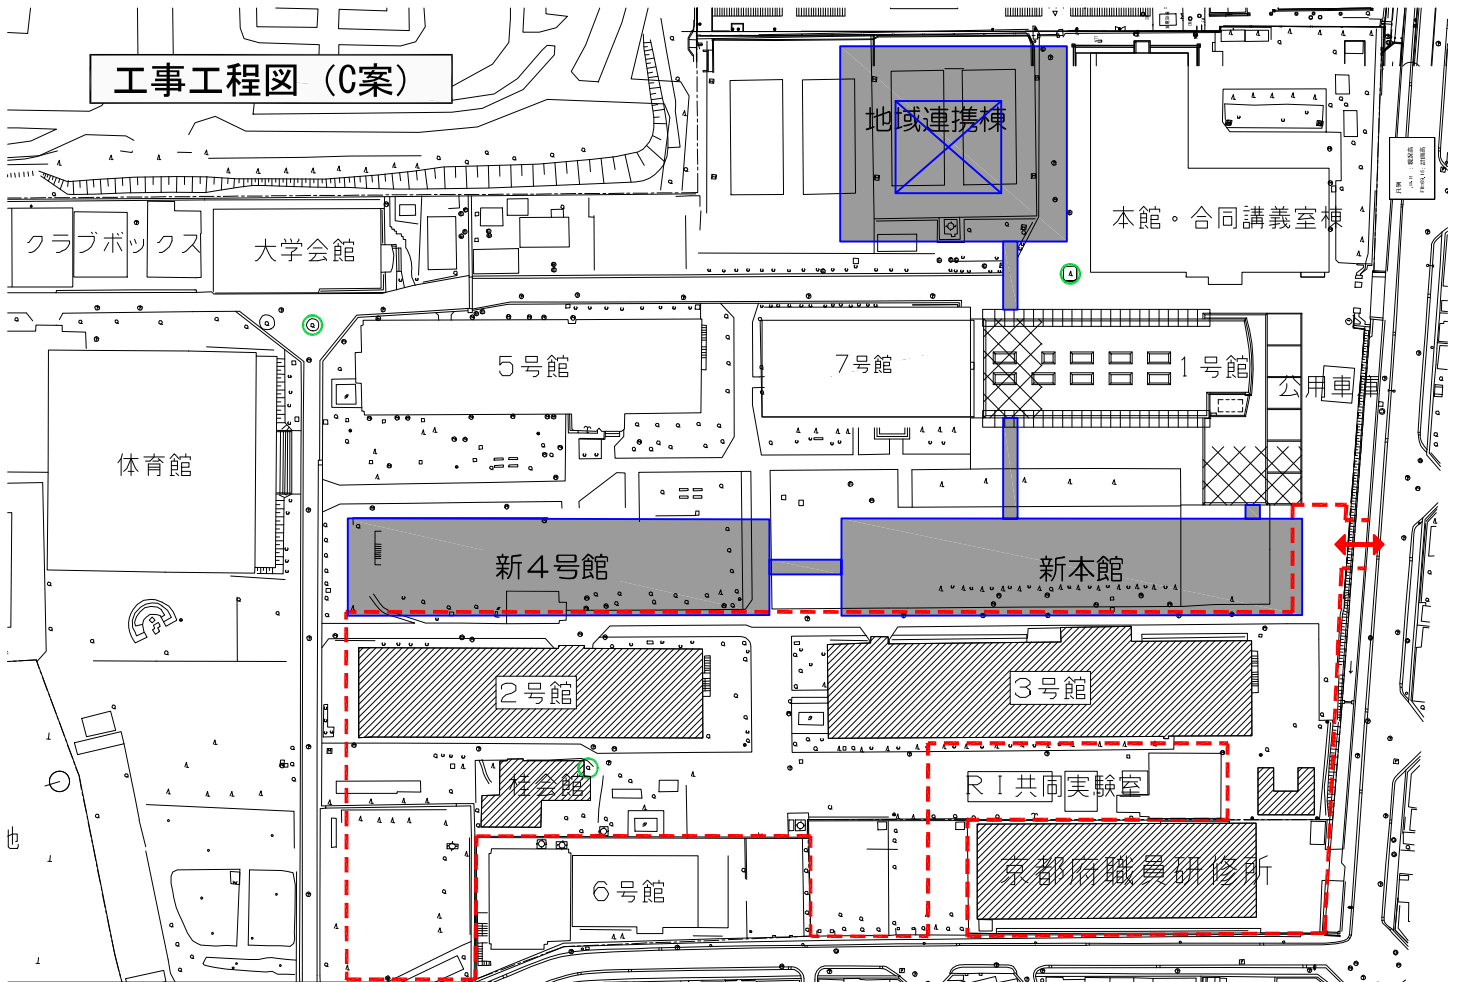 工事工程図（C案）
地域連携棟
本館・合同講義室棟
クラブボックス
大学会館
5号館
7号館
1号館
公用車庫
体育館
新4号館
新本館
2号館
3号館
桂会館
RI共同実験室
地
6号館
京都府職員研修所